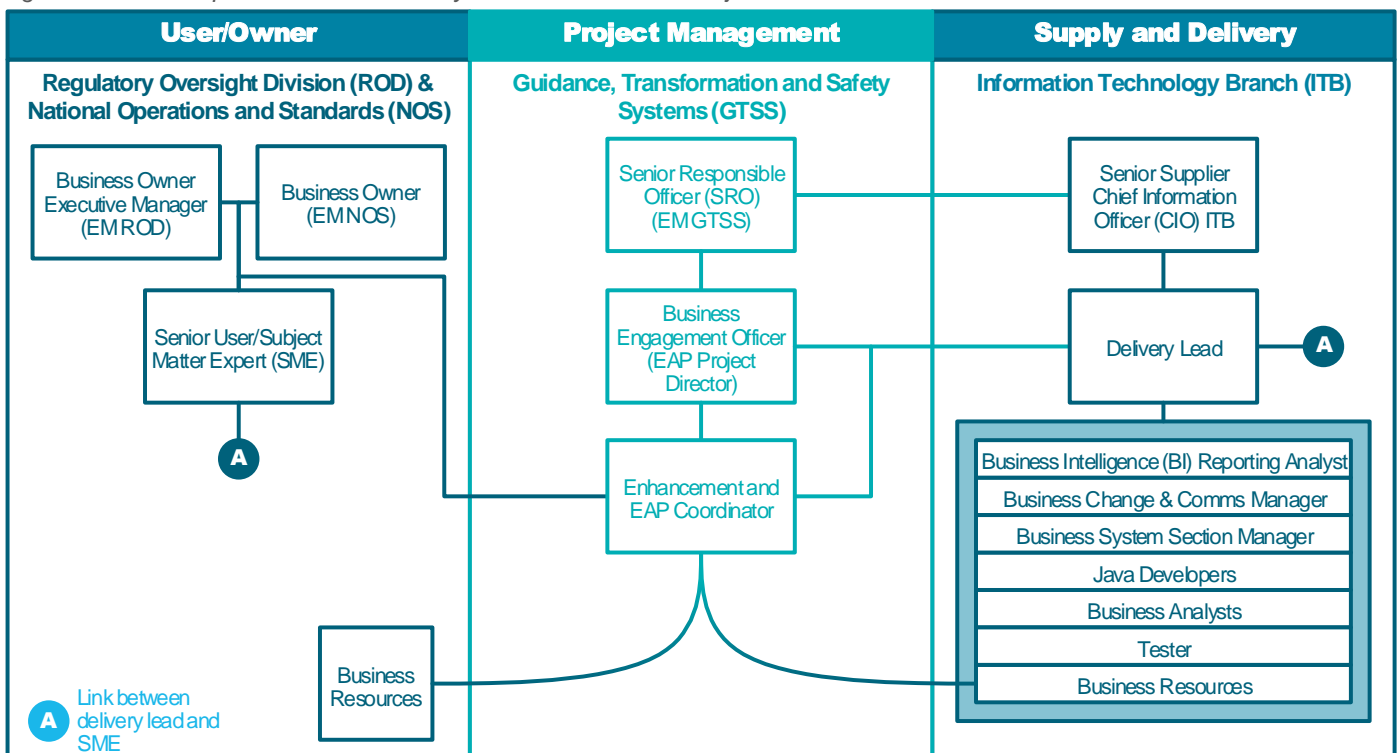 User/Owner
Project Management
Supply and Delivery
Regulatory Oversight Division (ROD) &
National Operations and Standards (NOS)
Guidance, Transformation and Safety
Systems (GTSS)
Information Technology Branch (ITB)
Business Owner
Executive Manager
(EM ROD)
Business Owner
(EM NOS)
Senior Responsible
Officer (SRO)
(EM GTSS)
Senior Supplier
Chief Information
Officer (CIO) ITB
Senior User/Subject
Matter Expert (SME)
Business
Engagement Officer
(EAP Project
Director)
Delivery Lead
A
A
Enhancement and
EAP Coordinator
Business Intelligence (BI) Reporting Analyst
Business Change & Comms Manager
Business System Section Manager
Java Developers
Business Analysts
Tester
Business Resources
Business
Resources
A
Link between
delivery lead and
SME